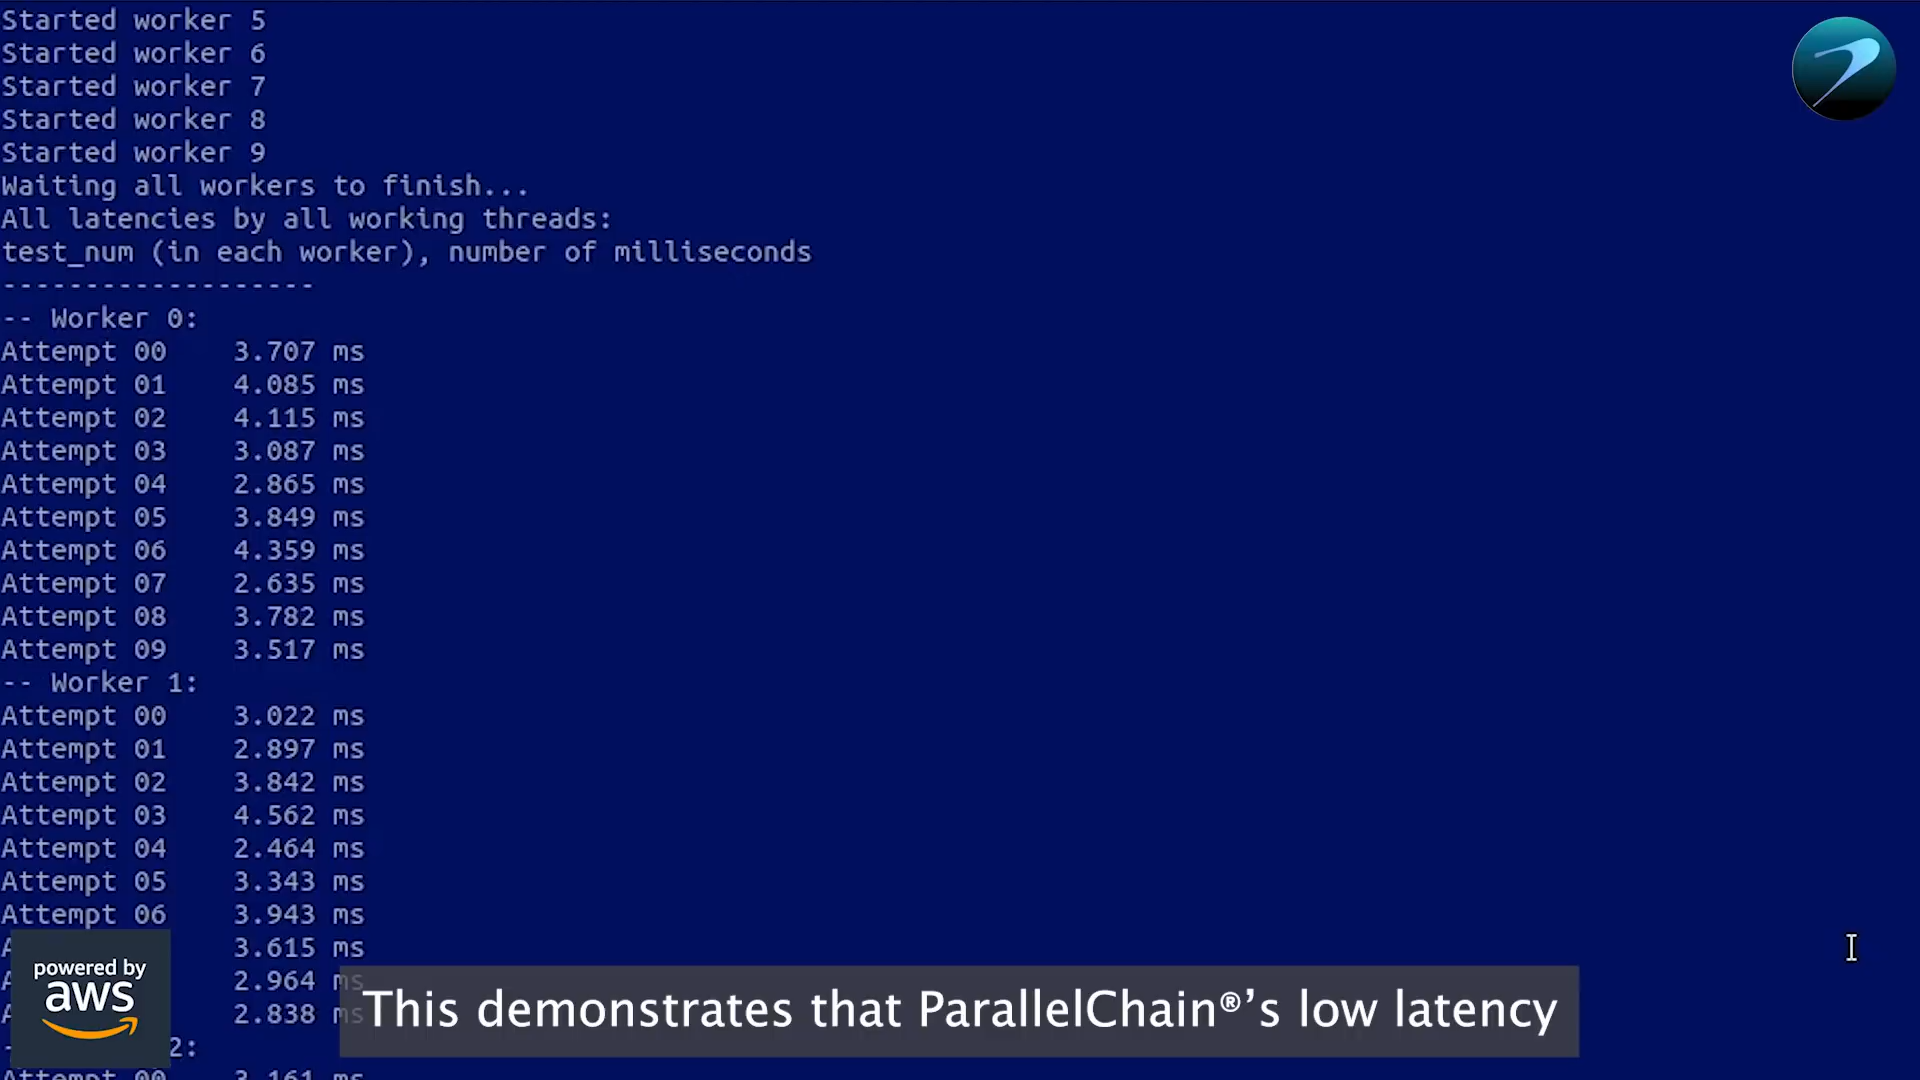 Started worker 5
Started worker 6
Started worker 7
Started worker 8
Started worker 9
Waiting all workers to finish...
All latencies by all working threads:
test_num (in each worker), number of milliseconds
-------------------
-- Worker 0:
Attempt 00    3.707 ms
Attempt 01    4.085 ms
Attempt 02    4.115 ms
Attempt 03    3.087 ms
Attempt 04    2.865 ms
Attempt 05    3.849 ms
Attempt 06    4.359 ms
Attempt 07    2.635 ms
Attempt 08    3.782 ms
Attempt 09    3.517 ms
-- Worker 1:
Attempt 00    3.022 ms
Attempt 01    2.897 ms
Attempt 02    3.842 ms
Attempt 03    4.562 ms
Attempt 04    2.464 ms
Attempt 05    3.343 ms
Attempt 06    3.943 ms
3.615 ms
2.964 ms
2.838 ms
2:
Attempt 00    3.161 ms
powered by
aws
This demonstrates that ParallelChain®’s low latency